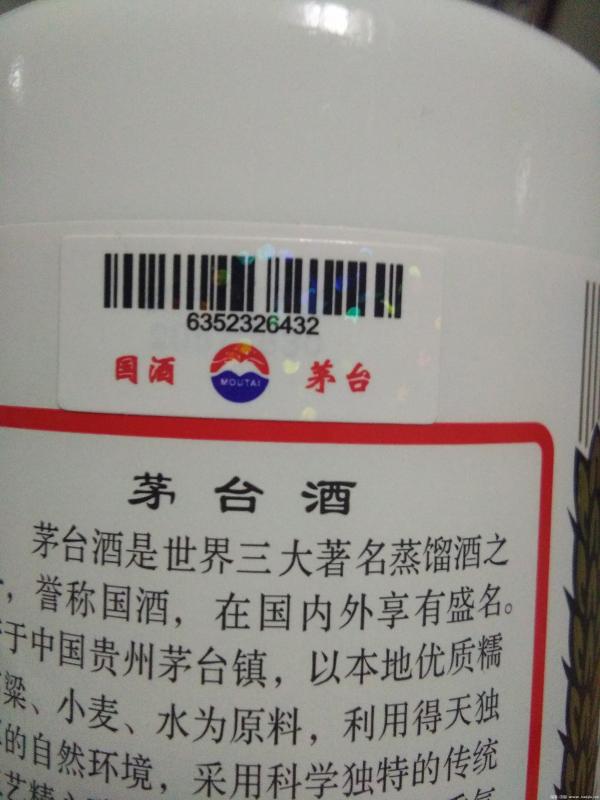 6352326432
国酒 MOUTAI 茅台
茅台酒
茅台酒是世界三大著名蒸馏酒之
，誉称国酒，在国内外享有盛名。
于中国贵州茅台镇，以本地优质糯
粱、小麦、水为原料，利用得天独
的自然环境，采用科学独特的传统
艺精